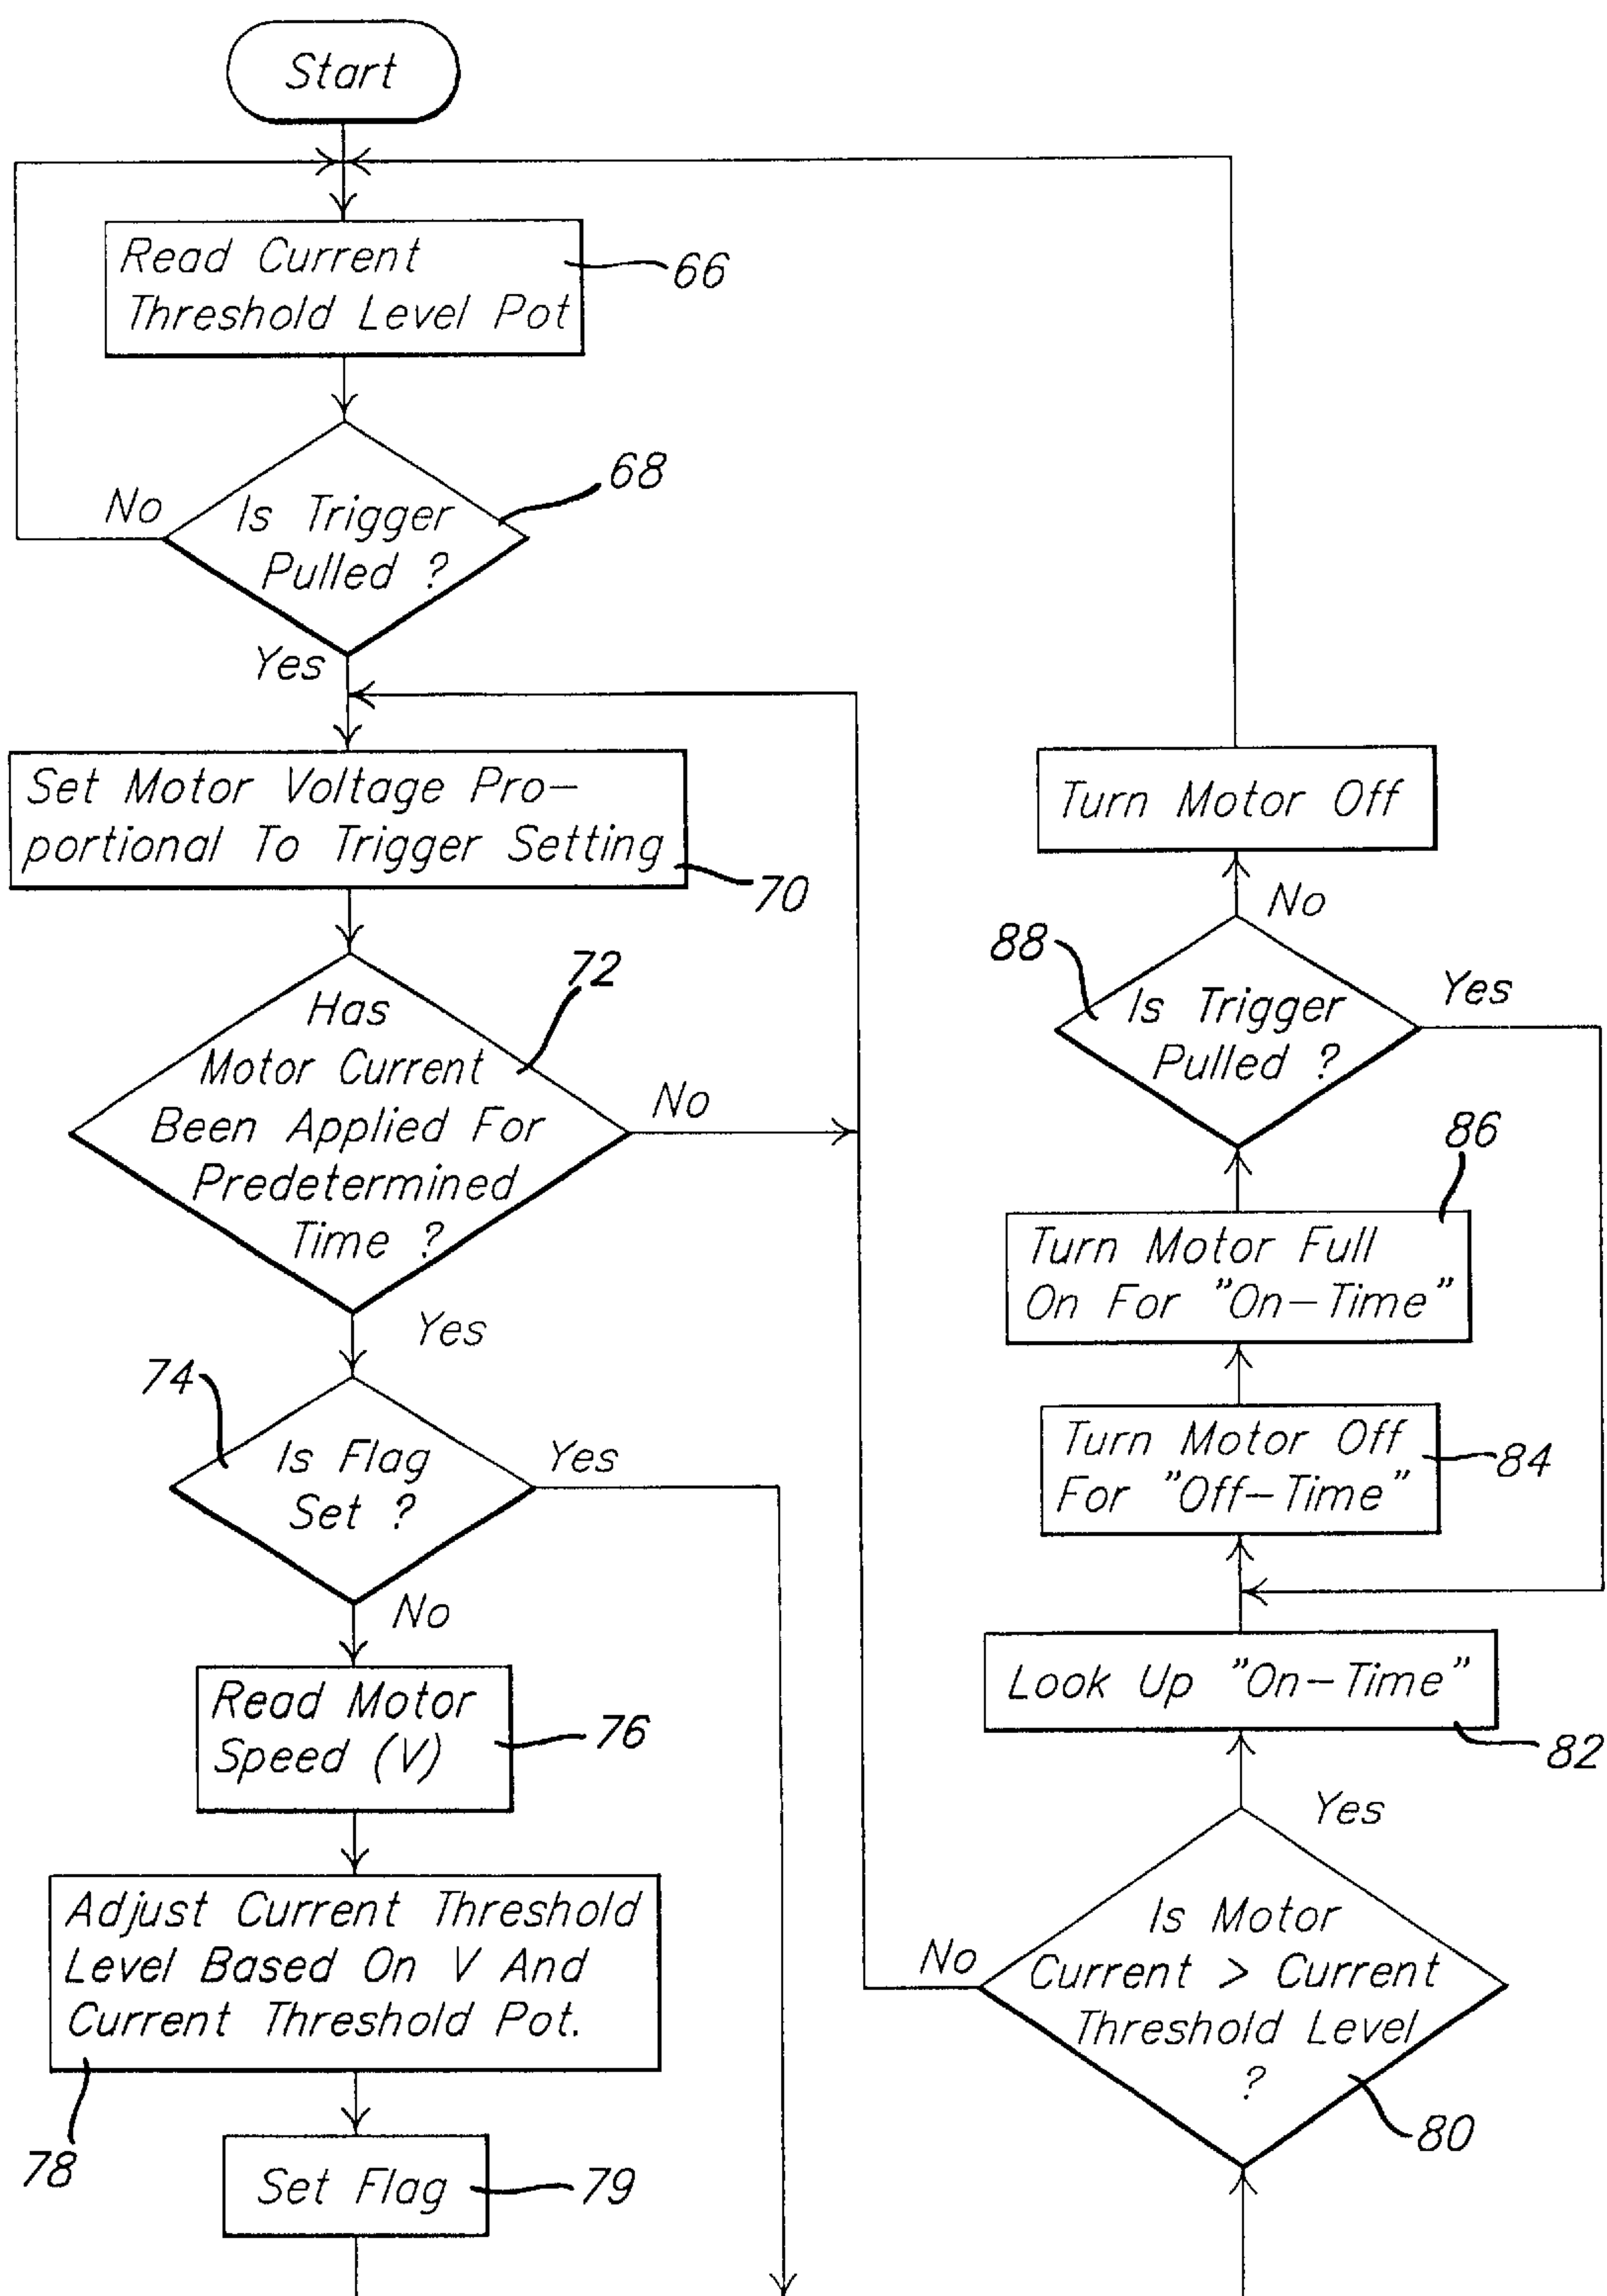 Start
Read Current
Threshold Level Pot
66
68
No
Is Trigger
Pulled ?
Yes
Set Motor Voltage Pro-
portional To Trigger Setting
70
72
Has
Motor Current
Been Applied For
Predetermined
Time ?
No
Yes
74
Is Flag
Set ?
Yes
No
Read Motor
Speed (V)
76
Adjust Current Threshold
Level Based On V And
Current Threshold Pot.
78
Set Flag
79
Turn Motor Off
No
88
Is Trigger
Pulled ?
Yes
86
Turn Motor Full
On For "On-Time"
Turn Motor Off
For "Off-Time"
84
Look Up "On-Time"
82
Yes
No
Is Motor
Current > Current
Threshold Level
?
80